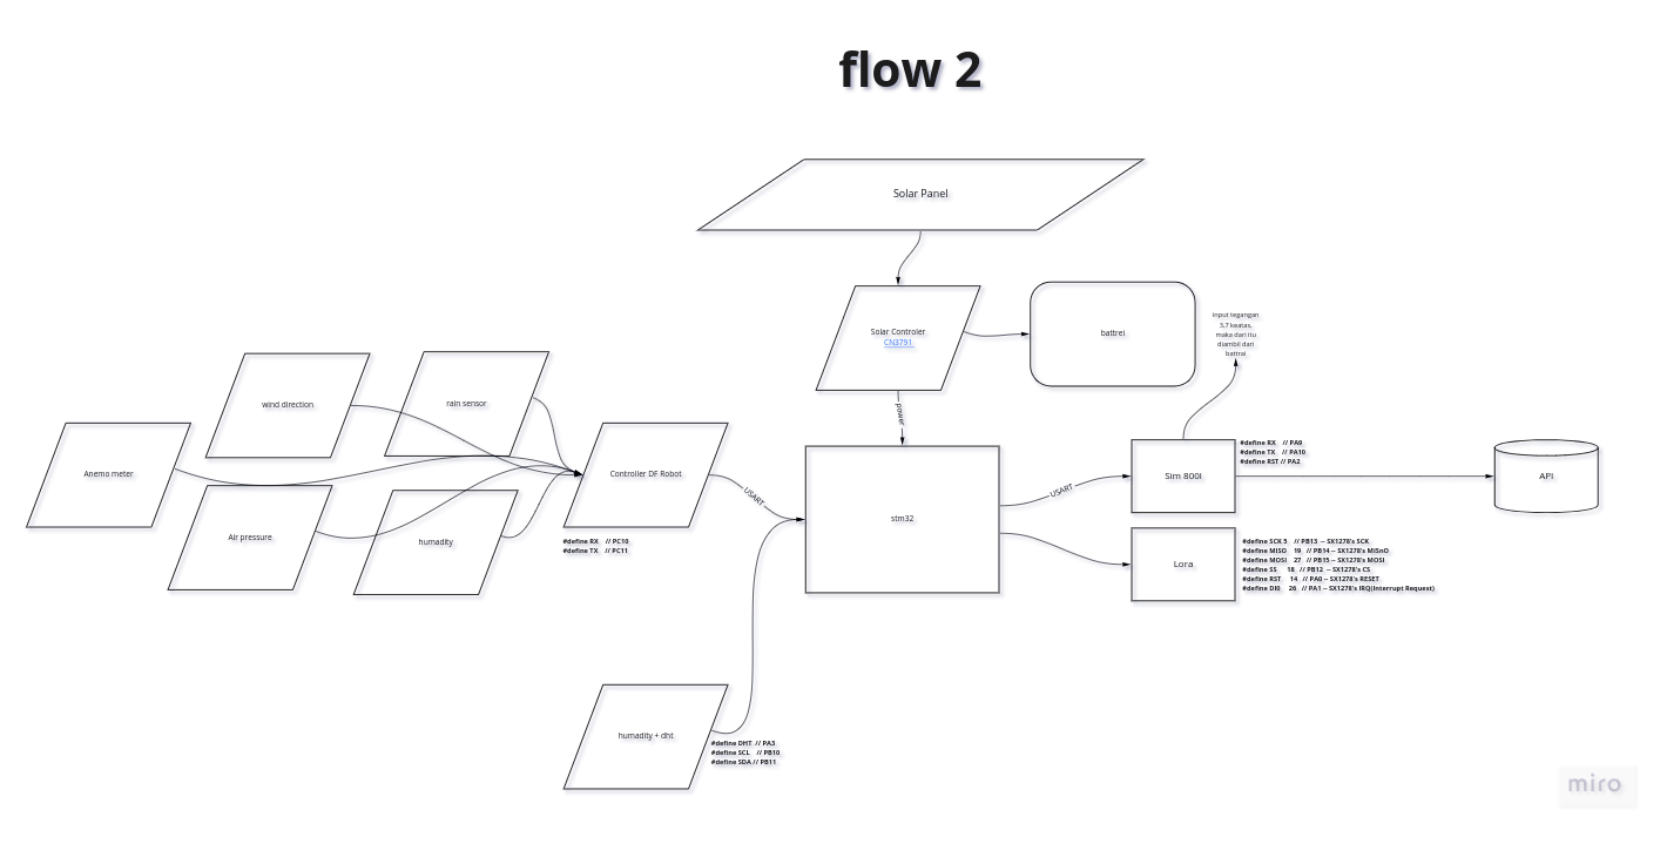 flow 2
Solar Panel
Solar Controler
CN3791
battrei
Input tegangan
3,7 keatas,
maka dari itu
diambil dari
battrai
power
wind direction
rain sensor
Anemo meter
Controller DF Robot
Air pressure
humadity
#define RX // PC10
#define TX // PC11
USART
stm32
USART
Sim 800l
#define RX // PA9
#define TX // PA10
#define RST // PA2
API
Lora
#define SCK 5 // PB13 -- SX1278's SCK
#define MISO 19 // PB14 -- SX1278's MISnO
#define MOSI 27 // PB15 -- SX1278's MOSI
#define SS 18 // PB12 -- SX1278's CS
#define RST 14 // PA0 -- SX1278's RESET
#define DI0 26 // PA1 -- SX1278's IRQ(Interrupt Request)
humadity + dht
#define DHT // PA3
#define SCL // PB10
#define SDA // PB11
miro